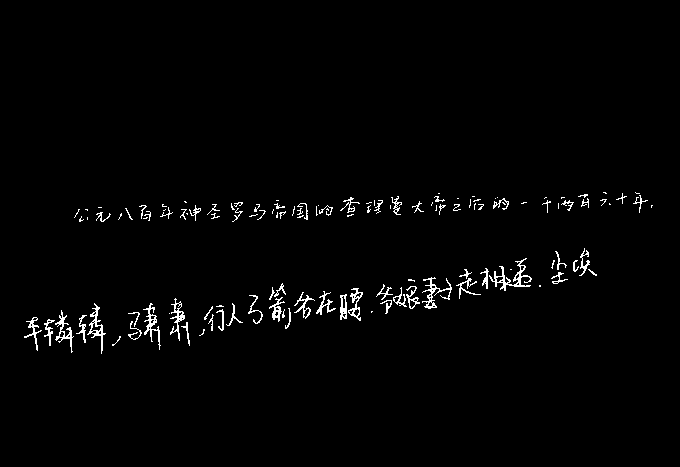 公元八百年神圣罗马帝国的查理曼大帝之后的一千两百六十年.
车辚辚,马萧萧,行人弓箭各在腰.爷娘妻子走相送.尘埃